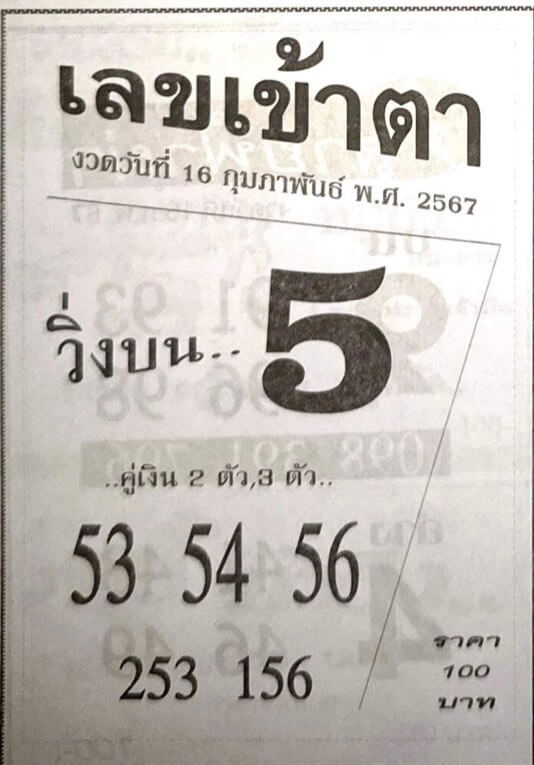 เลขเข้าตา
งวดวันที่ 16 กุมภาพันธ์ พ.ศ. 2567
วิ่งบน.. 5
..คู่เงิน 2 ตัว,3 ตัว..
53 54 56
253 156
ราคา
100
บาท